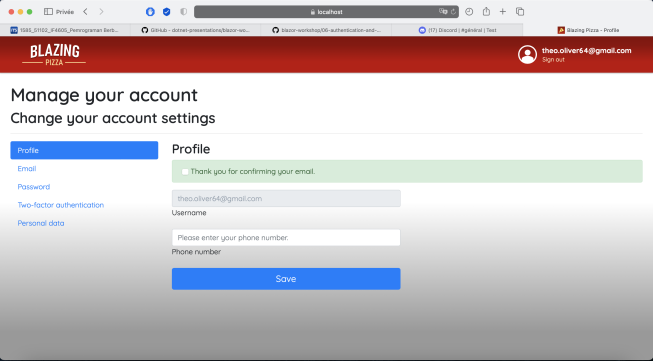 Privée
localhost
1585_S1102_IF4605_Pemrograman Berb...
GitHub - dotnet-presentations/blazor-wo...
blazor-workshop/06-authentication-and-...
(17) Discord | #général | Test
Blazing Pizza - Profile
BLAZING
PIZZA
theo.oliver64@gmail.com
Sign out
Manage your account
Change your account settings
Profile
Email
Password
Two-factor authentication
Personal data
Profile
Thank you for confirming your email.
theo.oliver64@gmail.com
Username
Please enter your phone number.
Phone number
Save